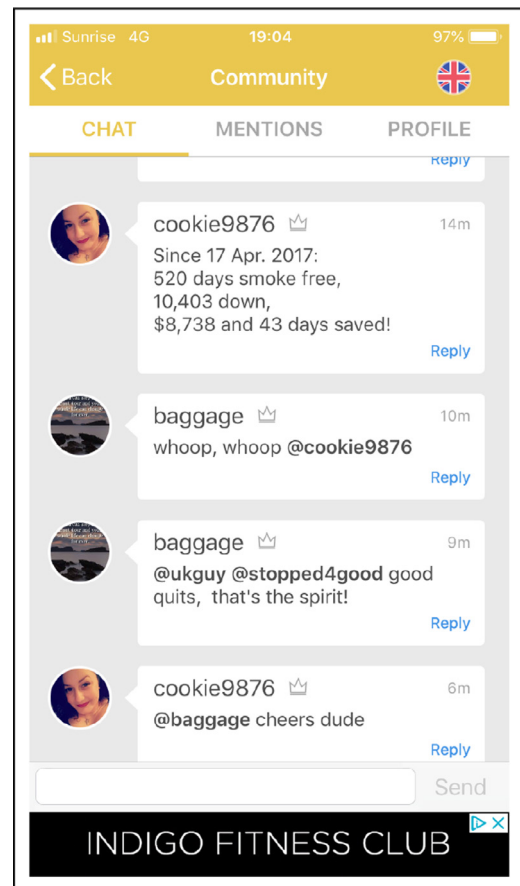 Sunrise 4G 19:04 97%
Back Community
CHAT MENTIONS PROFILE
Reply
cookie9876 14m
Since 17 Apr. 2017:
520 days smoke free,
10,403 down,
$8,738 and 43 days saved!
Reply
baggage 10m
whoop, whoop @cookie9876
Reply
baggage 9m
@ukguy @stopped4good good
quits, that's the spirit!
Reply
cookie9876 6m
@baggage cheers dude
Reply
Send
INDIGO FITNESS CLUB